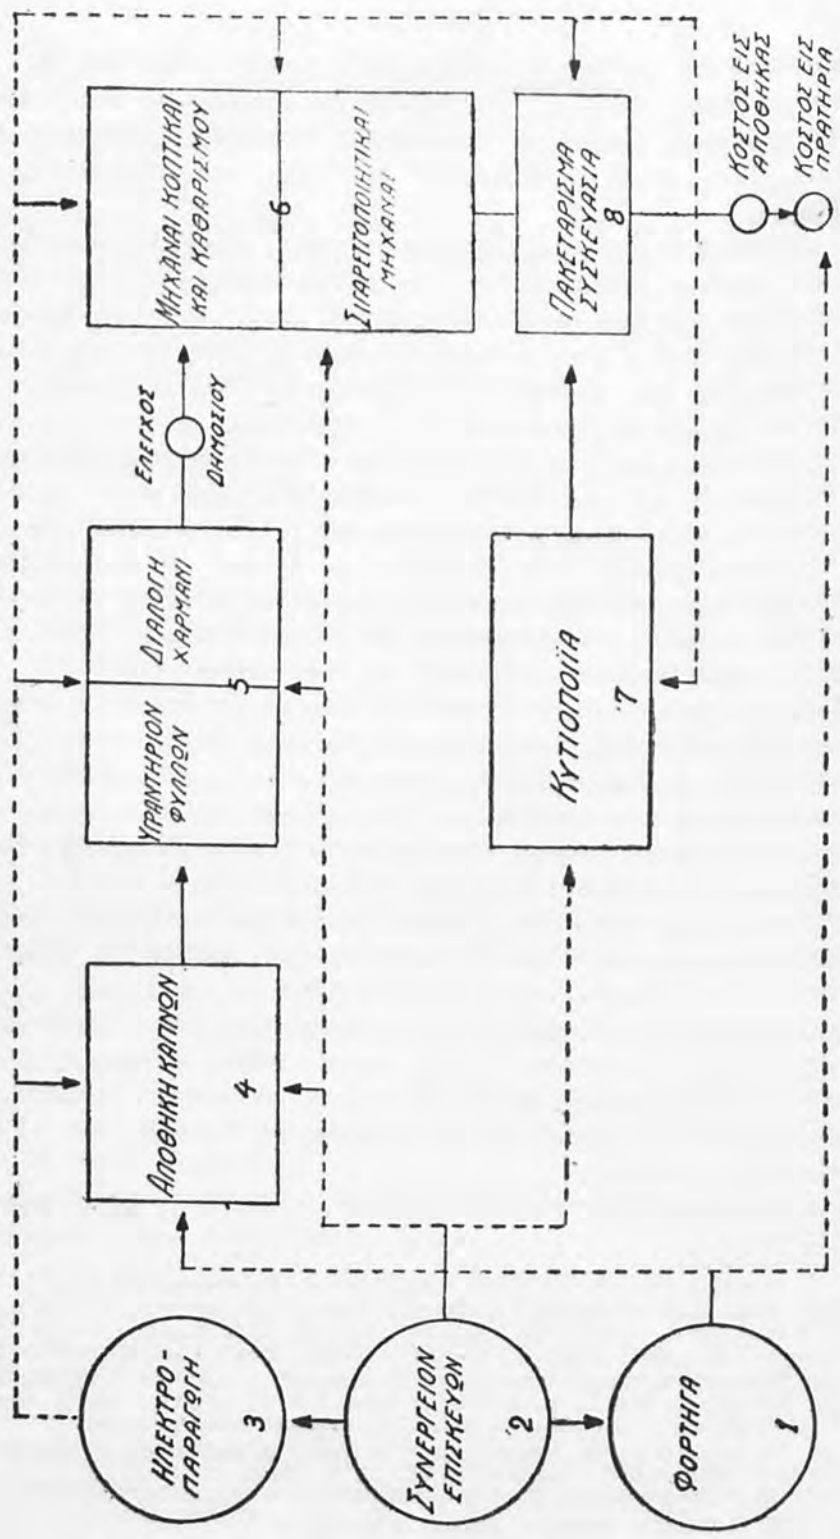 ΗΛΕΚΤΡΟ-
ΠΑΡΑΓΩΓΗ.
3
ΣΥΝΕΡΓΕΙΟΝ
ΕΠΙΣΚΕΥΩΝ
2
ΦΟΡΤΗΓΑ
1
ΑΠΟΘΗΚΗ ΚΑΠΝΩΝ
4
ΥΓΡΑΝΤΗΡΙΟΝ
ΦΥΛΛΩΝ
ΔΙΑΛΟΓΗ
ΧΑΡΜΑΝΙ
5
ΕΛΕΓΧΟΣ
ΔΗΜΟΣΙΟΥ
ΜΗΧΑΝΑΙ ΚΟΠΤΙΚΑΙ
ΚΑΙ ΚΑΘΑΡΙΣΜΟΥ
6
ΣΙΓΑΡΕΤΟΠΟΙΗΤΙΚΑΙ
ΜΗΧΑΝΑΙ
ΚΥΤΙΟΠΟΙΪΑ
7
ΠΑΚΕΤΑΡΙΣΜΑ
ΣΥΣΚΕΥΑΣΙΑ
8
ΚΟΣΤΟΣ ΕΙΣ
ΑΠΟΘΗΚΑΣ
ΚΟΣΤΟΣ ΕΙΣ
ΠΡΑΤΗΡΙΑ